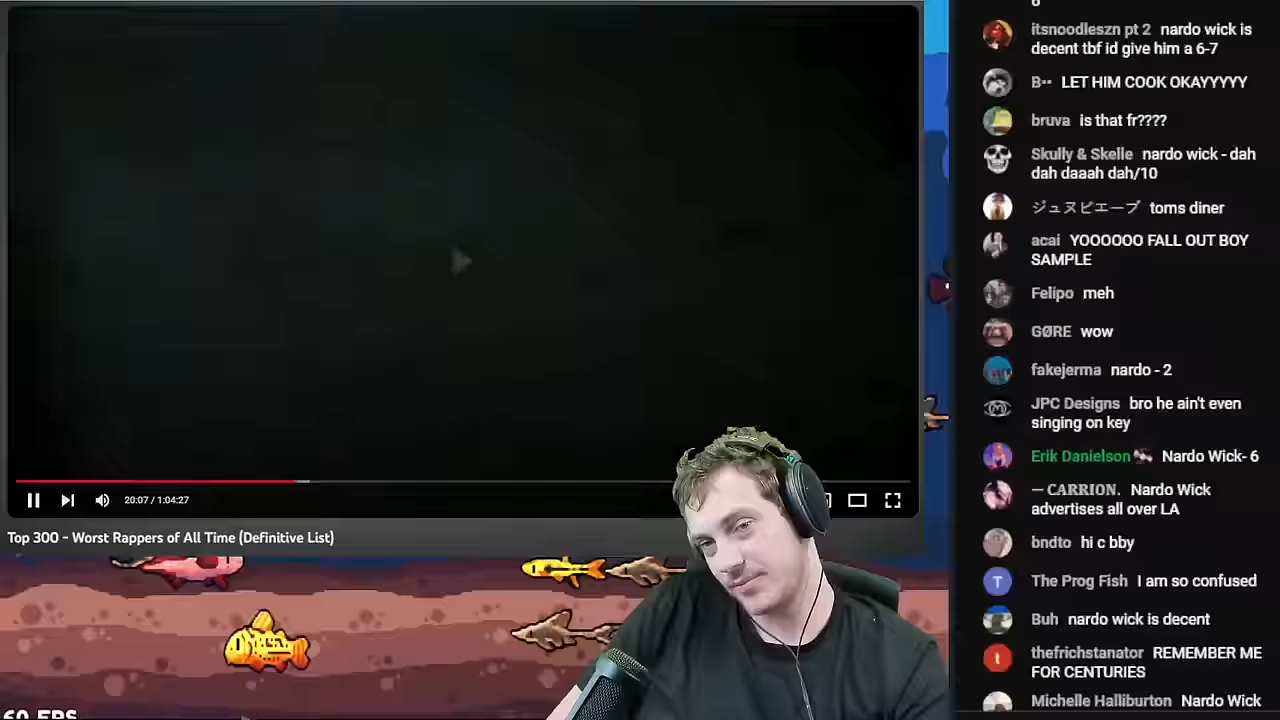 20:07 / 1:04:27
Top 300 - Worst Rappers of All Time (Definitive List)
60 FPS
6
itsnoodleszn pt 2 nardo wick is
decent tbf id give him a 6-7
B•• LET HIM COOK OKAYYYYY
bruva is that fr????
Skully & Skelle nardo wick - dah
dah daaah dah/10
ジュヌビエーブ toms diner
acai YOOOOOO FALL OUT BOY
SAMPLE
Felipo meh
GØRE wow
fakejerma nardo - 2
JPC Designs bro he ain't even
singing on key
Erik Danielson Nardo Wick- 6
— CARRION. Nardo Wick
advertises all over LA
bndto hi c bby
T
The Prog Fish I am so confused
Buh nardo wick is decent
t
thefrichstanator REMEMBER ME
FOR CENTURIES
Michelle Halliburton Nardo Wick